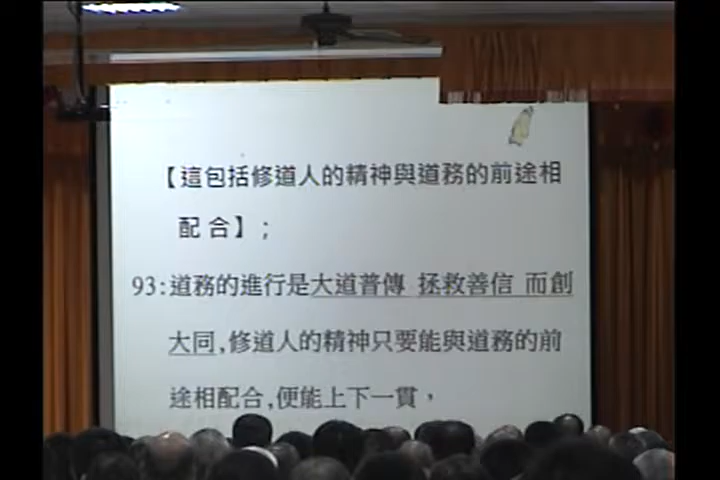 【這包括修道人的精神與道務的前途相
配合】；
93:道務的進行是大道普傳 拯救善信 而創
大同,修道人的精神只要能與道務的前
途相配合,便能上下一貫，